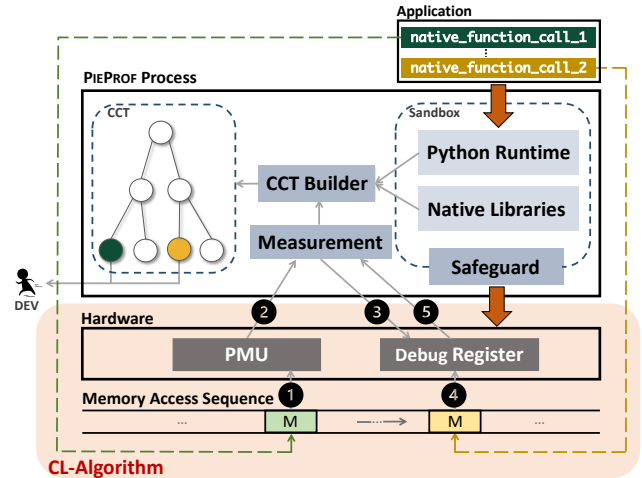 Application
native_function_call_1
native_function_call_2
PIEPROF Process
CCT
Sandbox
Python Runtime
CCT Builder
Native Libraries
Measurement
Safeguard
DEV
2
3
5
Hardware
PMU
Debug Register
1
4
Memory Access Sequence
... M ... M ...
CL-Algorithm